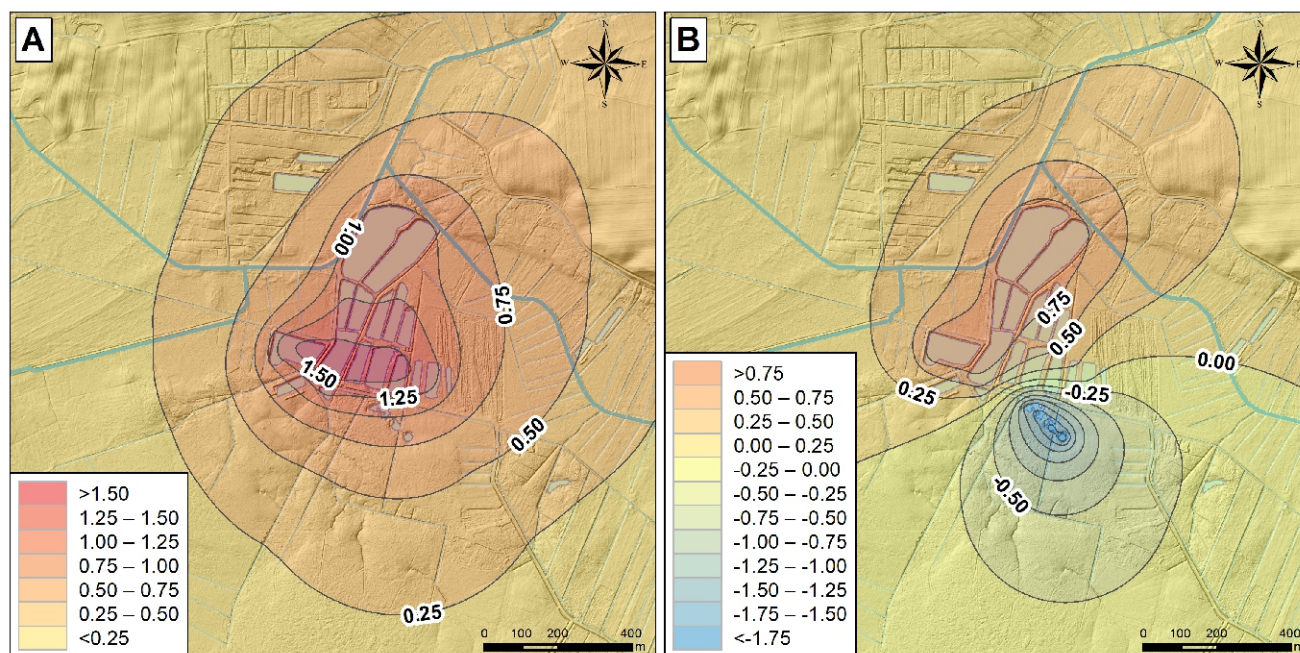 A
N
W E
S
1.00
0.75
1.50
1.25
0.50
0.25
>1.50
1.25 – 1.50
1.00 – 1.25
0.75 – 1.00
0.50 – 0.75
0.25 – 0.50
<0.25
0 100 200 400
m
B
N
W E
S
0.75
0.50
0.00
0.25
-0.25
-0.50
>0.75
0.50 – 0.75
0.25 – 0.50
0.00 – 0.25
-0.25 – 0.00
-0.50 – -0.25
-0.75 – -0.50
-1.00 – -0.75
-1.25 – -1.00
-1.50 – -1.25
-1.75 – -1.50
<-1.75
0 100 200 400
m